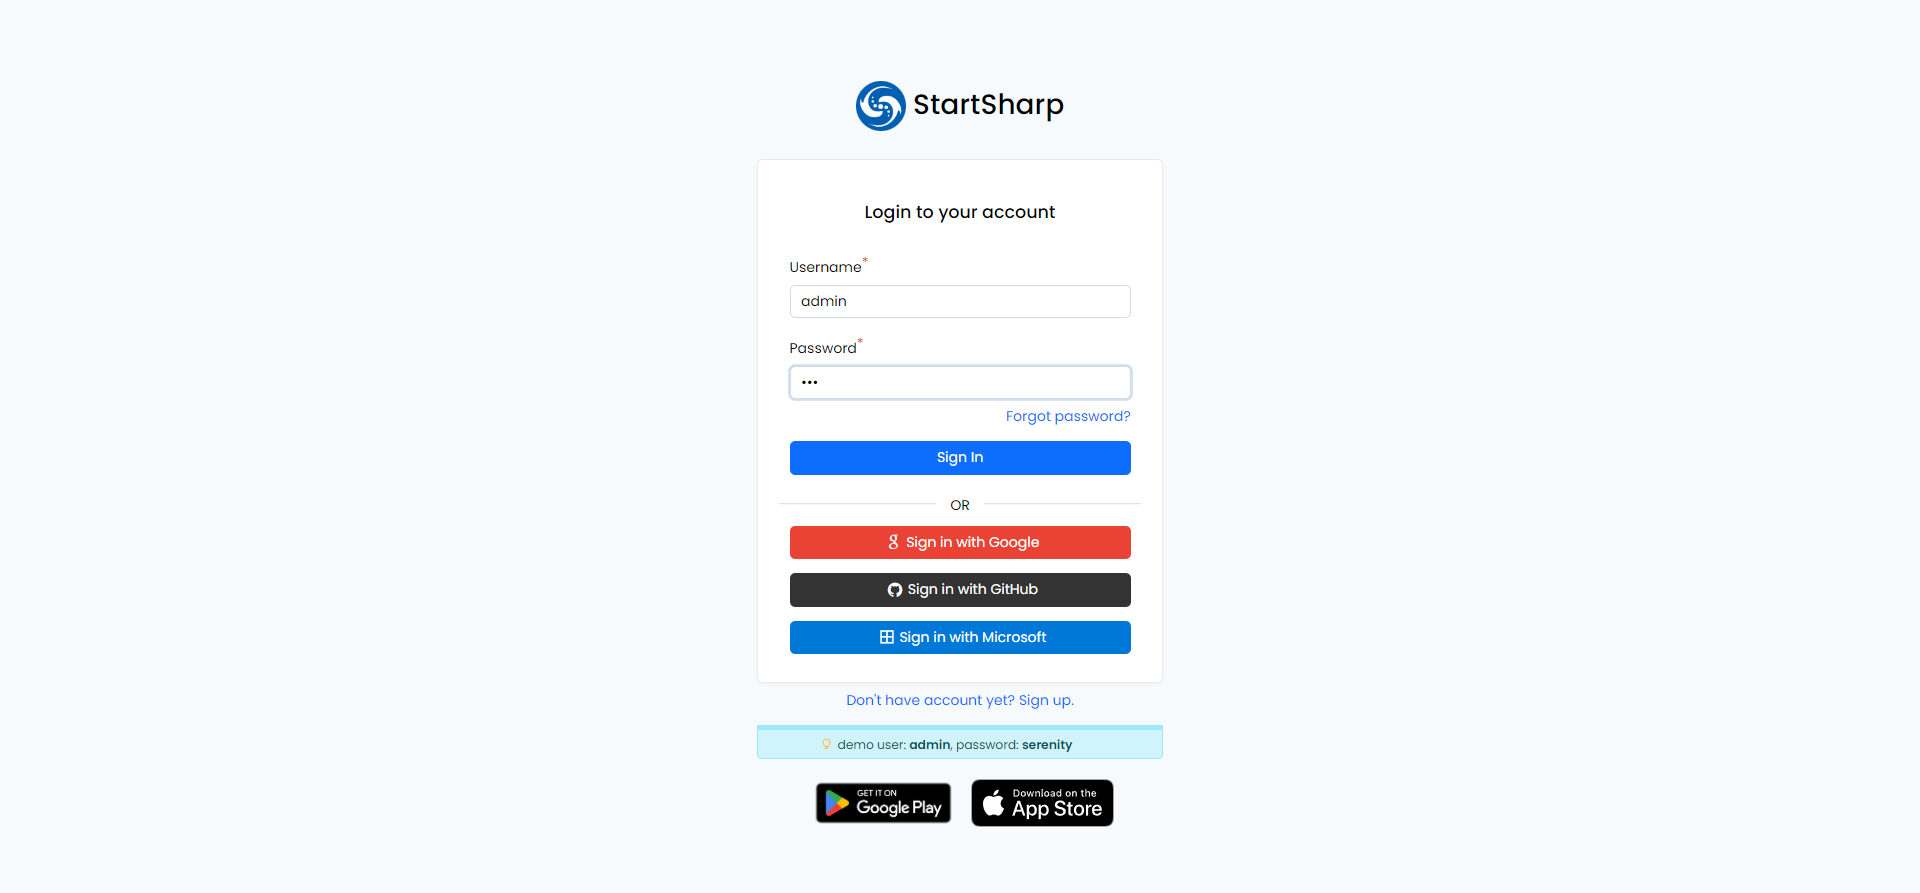 StartSharp
Login to your account
Username*
admin
Password*
•••
Forgot password?
Sign In
OR
Sign in with Google
Sign in with GitHub
Sign in with Microsoft
Don't have account yet? Sign up.
demo user: admin, password: serenity
GET IT ON
Google Play
Download on the
App Store